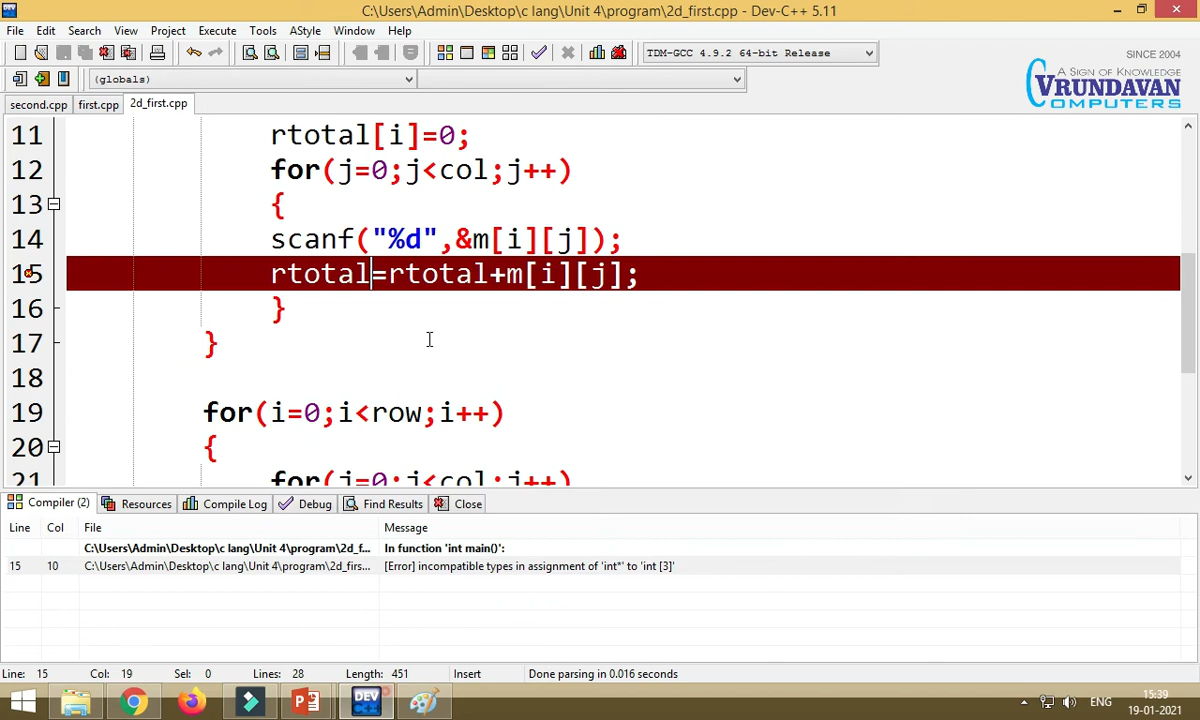 C:\Users\Admin\Desktop\c lang\Unit 4\program\2d_first.cpp - Dev-C++ 5.11
File Edit Search View Project Execute Tools AStyle Window Help
TDM-GCC 4.9.2 64-bit Release
(globals)
SINCE 2004
A SIGN OF KNOWLEDGE
VRUNDAVAN
COMPUTERS
second.cpp first.cpp 2d_first.cpp
11 rtotal[i]=0;
12 for(j=0;j<col;j++)
13 {
14 scanf("%d",&m[i][j]);
15 rtotal=rtotal+m[i][j];
16 }
17 }
18
19 for(i=0;i<row;i++)
20 {
21 for(j=0;j<col;j++)
Compiler (2) Resources Compile Log Debug Find Results Close
Line Col File Message
C:\Users\Admin\Desktop\c lang\Unit 4\program\2d_f... In function 'int main()':
15 10 C:\Users\Admin\Desktop\c lang\Unit 4\program\2d_firs... [Error] incompatible types in assignment of 'int*' to 'int [3]'
Line: 15 Col: 19 Sel: 0 Lines: 28 Length: 451 Insert Done parsing in 0.016 seconds
DEV
ENG
15:39
19-01-2021